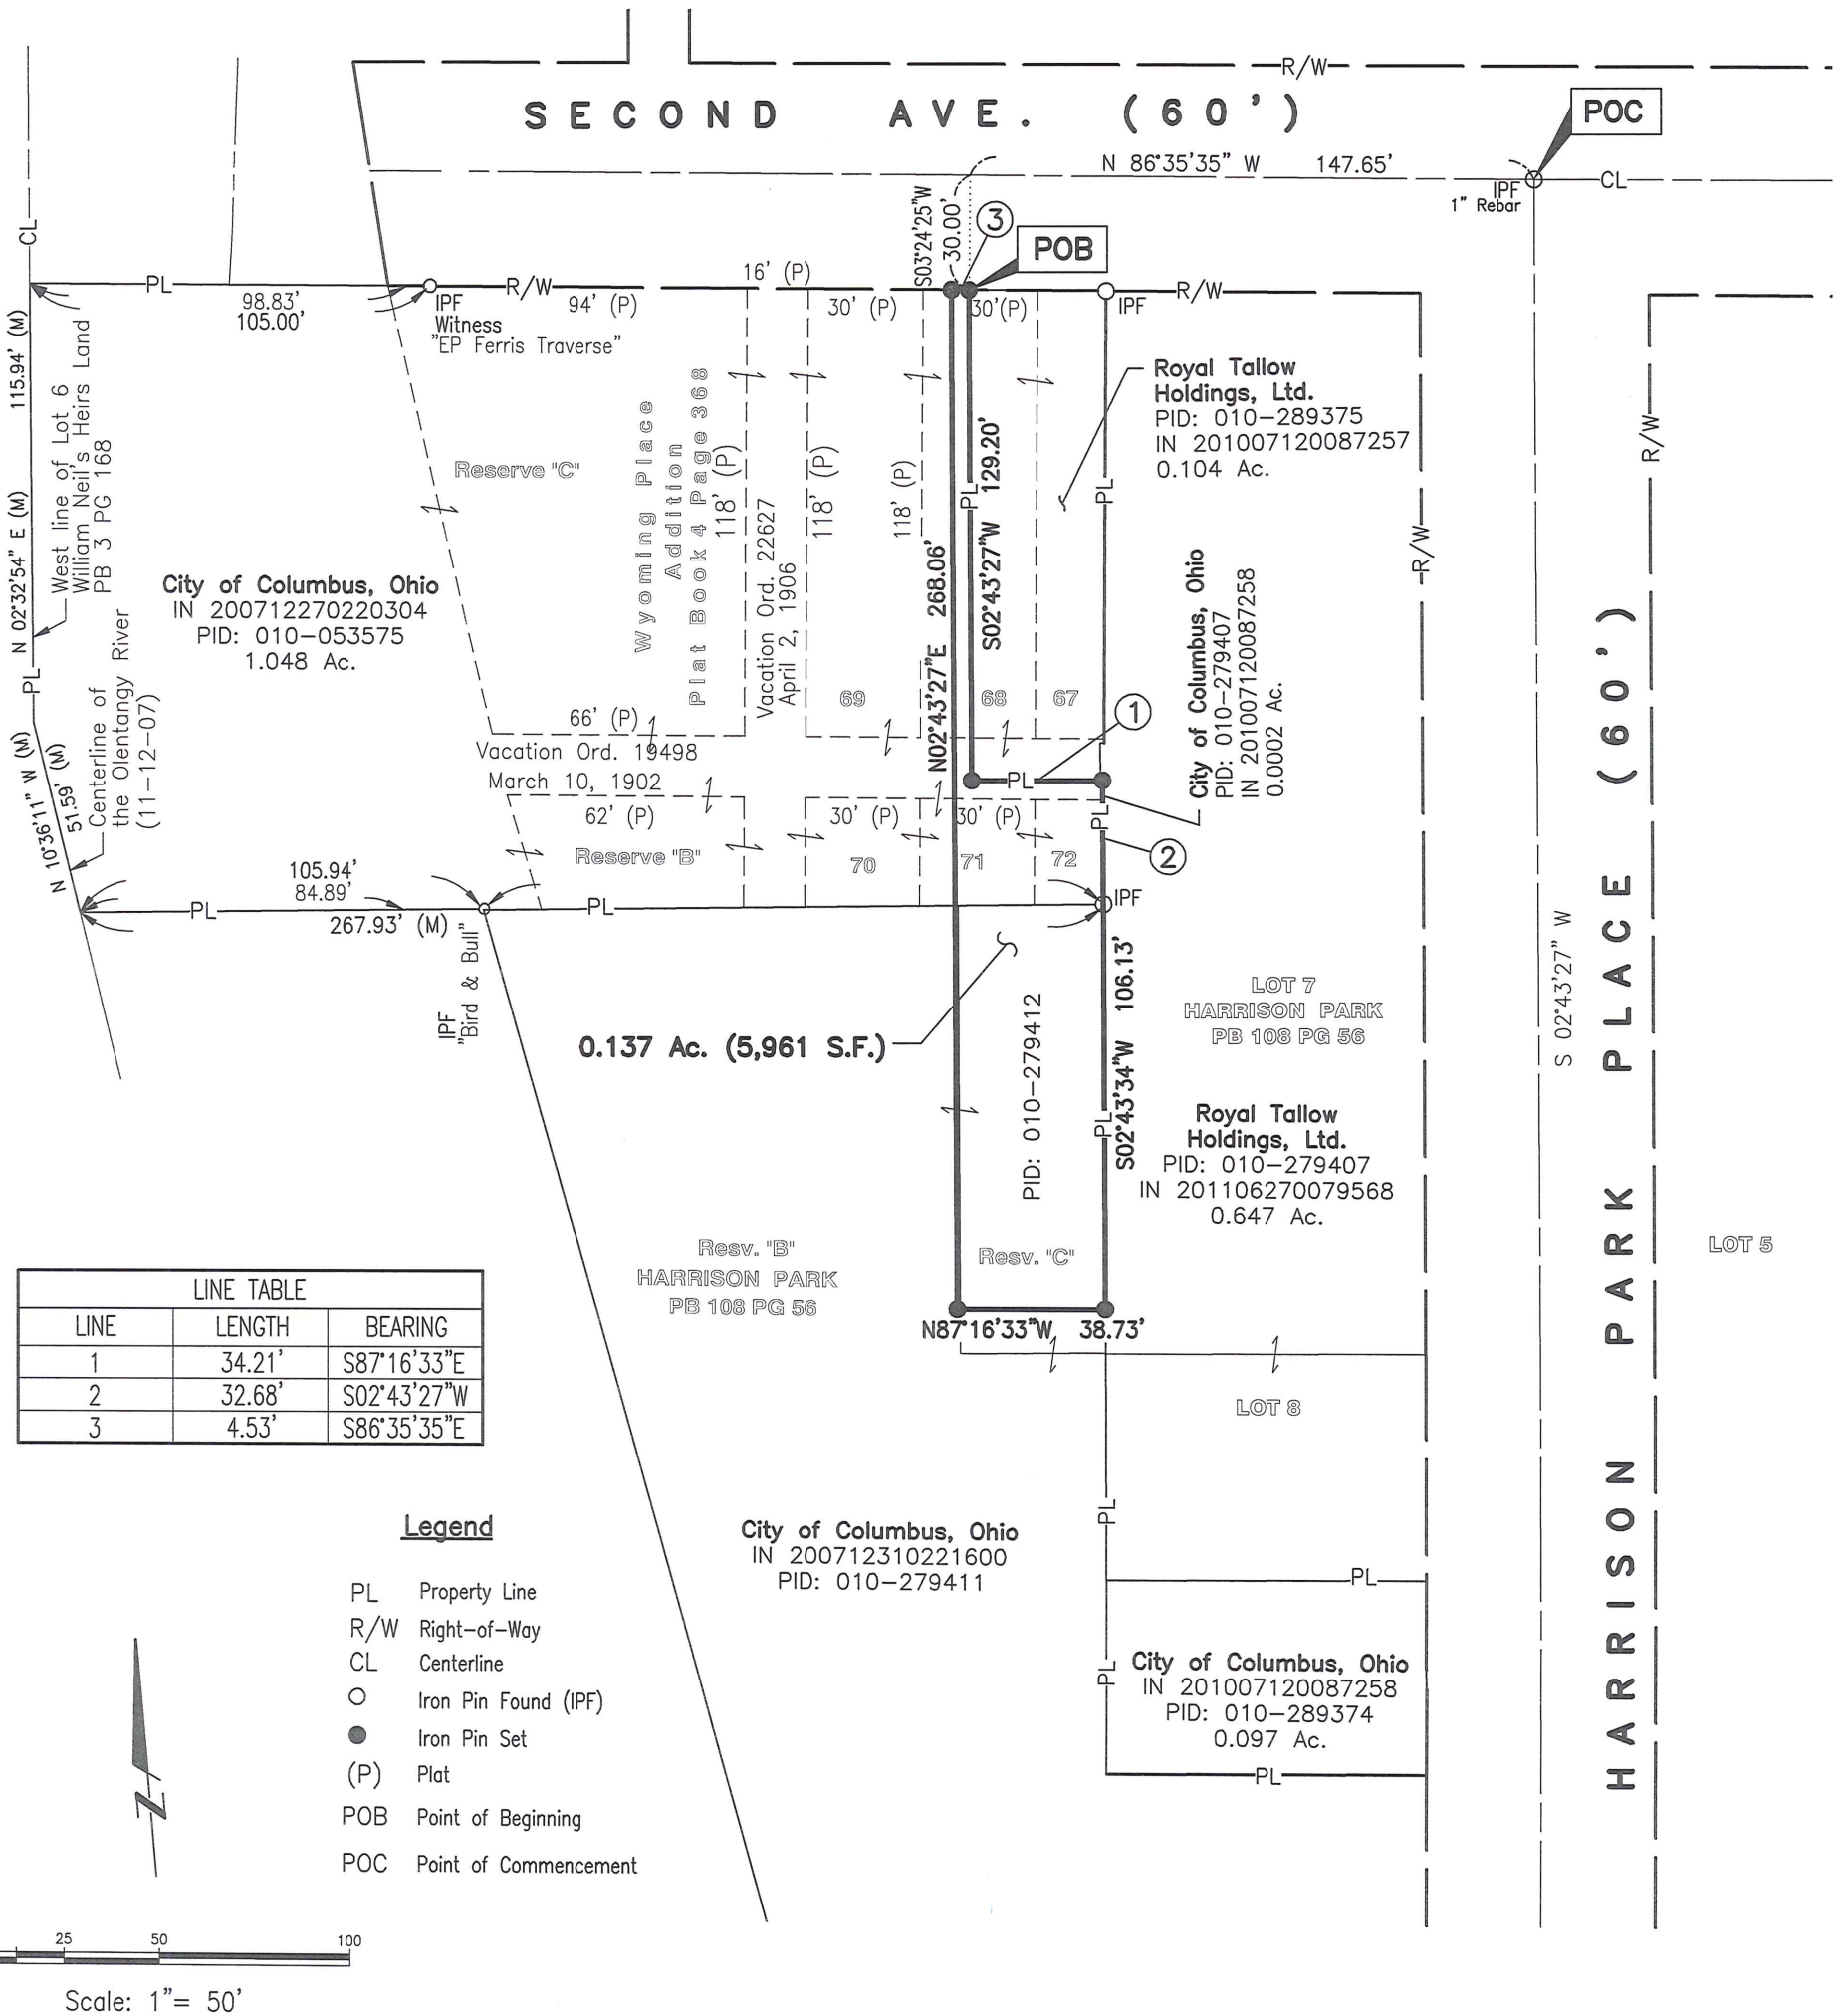 R/W
SECOND AVE. (60')
POC
N 86°35'35" W 147.65'
IPF
1" Rebar
CL
CL
S03°24'25"W
30.00'
3
POB
PL
98.83'
105.00'
IPF
Witness
"EP Ferris Traverse"
R/W
94' (P)
16' (P)
30' (P)
30'(P)
IPF
R/W
115.94' (M)
N 02°32'54" E (M)
West line of Lot 6
William Neil's Heirs Land
PB 3 PG 168
PL
Centerline of
the Olentangy River
(11-12-07)
N 10°36'11" W (M)
51.59' (M)
City of Columbus, Ohio
IN 200712270220304
PID: 010-053575
1.048 Ac.
Reserve "C"
Wyoming Place
Addition
Plat Book 4 Page 368
118' (P)
Vacation Ord. 22627
April 2, 1906
118' (P)
118' (P)
N02°43'27"E 268.06'
PL
S02°43'27"W 129.20'
PL
Royal Tallow
Holdings, Ltd.
PID: 010-289375
IN 201007120087257
0.104 Ac.
City of Columbus, Ohio
PID: 010-279407
IN 201007120087258
0.0002 Ac.
R/W
R/W
69
68
67
1
66' (P)
Vacation Ord. 19498
March 10, 1902
PL
62' (P)
30' (P)
30' (P)
PL
2
Reserve "B"
70
71
72
105.94'
84.89'
PL
267.93' (M)
PL
IPF
IPF
"Bird & Bull"
0.137 Ac. (5,961 S.F.)
PID: 010-279412
PL
S02°43'34"W 106.13'
LOT 7
HARRISON PARK
PB 108 PG 56
Royal Tallow
Holdings, Ltd.
PID: 010-279407
IN 201106270079568
0.647 Ac.
S 02°43'27" W
HARRISON PARK PLACE (60')
LOT 5
Resv. "B"
HARRISON PARK
PB 108 PG 56
Resv. "C"
N87°16'33"W 38.73'
LOT 8
LINE TABLE
LINE LENGTH BEARING
1 34.21' S87°16'33"E
2 32.68' S02°43'27"W
3 4.53' S86°35'35"E
City of Columbus, Ohio
IN 200712310221600
PID: 010-279411
PL
PL
PL
City of Columbus, Ohio
IN 201007120087258
PID: 010-289374
0.097 Ac.
PL
Legend
PL Property Line
R/W Right-of-Way
CL Centerline
Iron Pin Found (IPF)
Iron Pin Set
(P) Plat
POB Point of Beginning
POC Point of Commencement
N
25 50 100
Scale: 1"= 50'